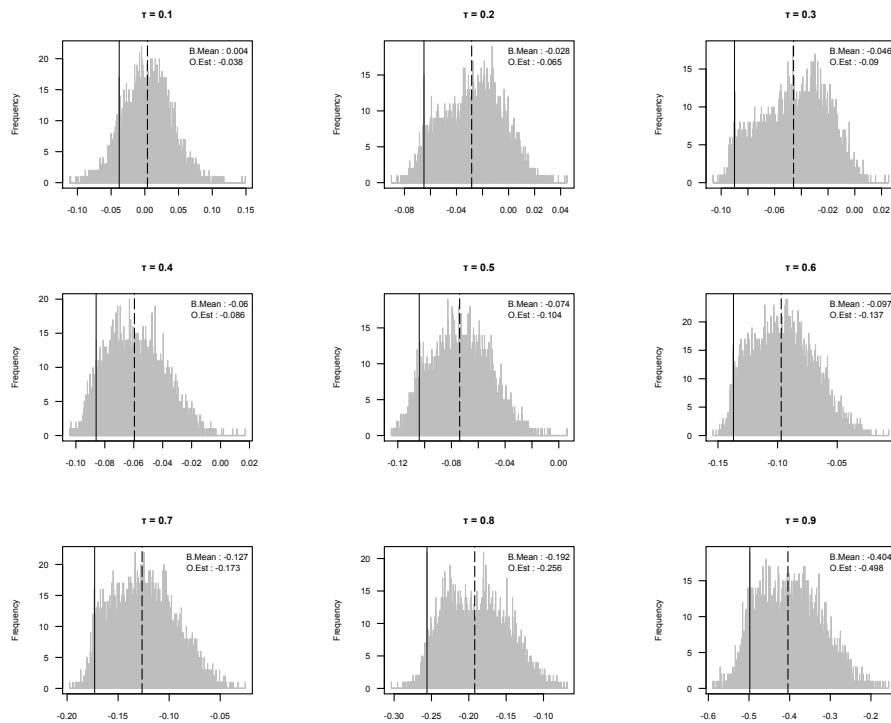 τ = 0.1
B.Mean : 0.004
O.Est : -0.038
Frequency
20
15
10
5
0
-0.10 -0.05 0.00 0.05 0.10 0.15
τ = 0.2
B.Mean : -0.028
O.Est : -0.065
Frequency
15
10
5
0
-0.08 -0.04 0.00 0.02 0.04
τ = 0.3
B.Mean : -0.046
O.Est : -0.09
Frequency
15
10
5
0
-0.10 -0.06 -0.02 0.00 0.02
τ = 0.4
B.Mean : -0.06
O.Est : -0.086
Frequency
20
15
10
5
0
-0.10 -0.08 -0.06 -0.04 -0.02 0.00 0.02
τ = 0.5
B.Mean : -0.074
O.Est : -0.104
Frequency
15
10
5
0
-0.12 -0.08 -0.04 0.00
τ = 0.6
B.Mean : -0.097
O.Est : -0.137
Frequency
20
15
10
5
0
-0.15 -0.10 -0.05
τ = 0.7
B.Mean : -0.127
O.Est : -0.173
Frequency
20
15
10
5
0
-0.20 -0.15 -0.10 -0.05
τ = 0.8
B.Mean : -0.192
O.Est : -0.256
Frequency
20
15
10
5
0
-0.30 -0.25 -0.20 -0.15 -0.10
τ = 0.9
B.Mean : -0.404
O.Est : -0.498
Frequency
15
10
5
0
-0.6 -0.5 -0.4 -0.3 -0.2